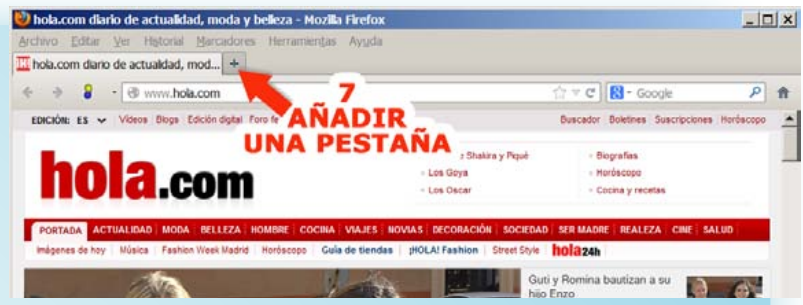 hola.com diario de actualidad, moda y belleza - Mozilla Firefox
Archivo Editar Ver Historial Marcadores Herramientas Ayuda
hola.com diario de actualidad, mod... +
www.hola.com
Google
7
AÑADIR
UNA PESTAÑA
EDICIÓN: ES Vídeos Blogs Edición digital Foro
Buscador Boletines Suscripciones Horóscopo
hola.com
Shakira y Piqué
Biografías
Los Goya
Horóscopo
Los Oscar
Cocina y recetas
PORTADA ACTUALIDAD MODA BELLEZA HOMBRE COCINA VIAJES NOVIAS DECORACIÓN SOCIEDAD SER MADRE REALEZA CINE SALUD
Imágenes de hoy Música Fashion Week Madrid Horóscopo Guía de tiendas ¡HOLA! Fashion Street Style hola24h
Guti y Romina bautizan a su
hijo Enzo